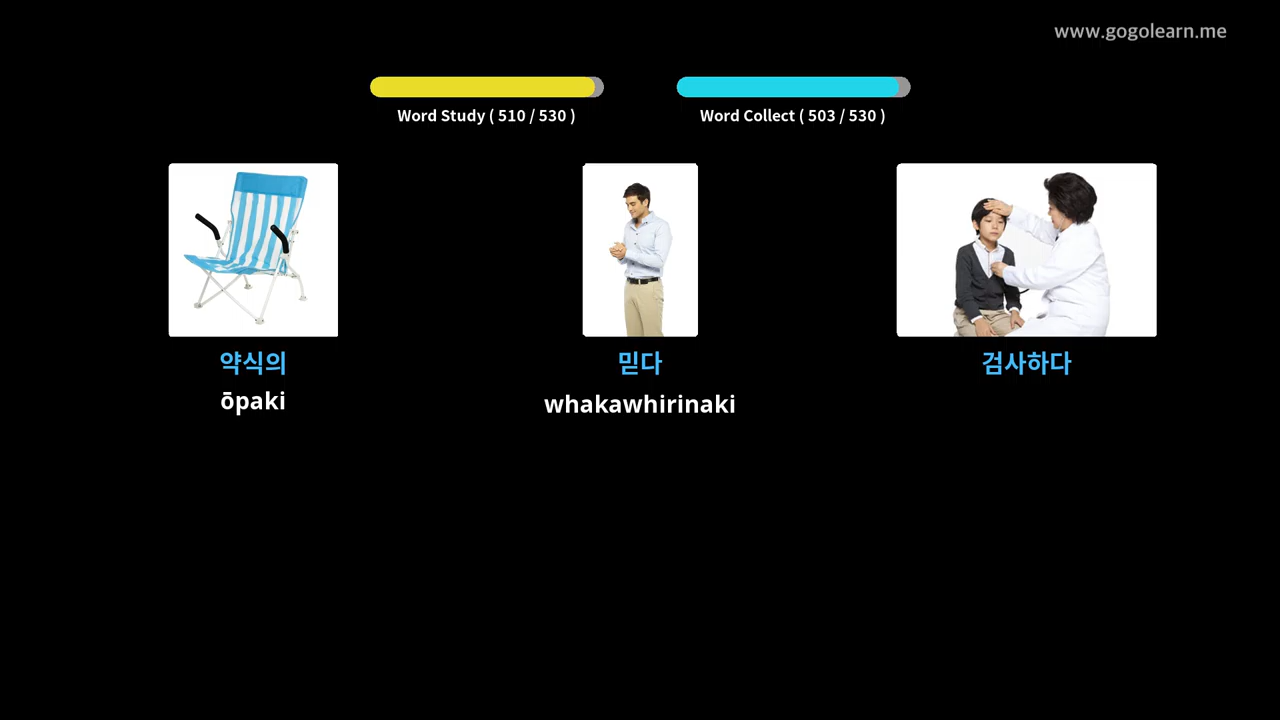 www.gogolearn.me
Word Study ( 510 / 530 )
Word Collect ( 503 / 530 )
약식의
믿다
검사하다
ōpaki
whakawhirinaki